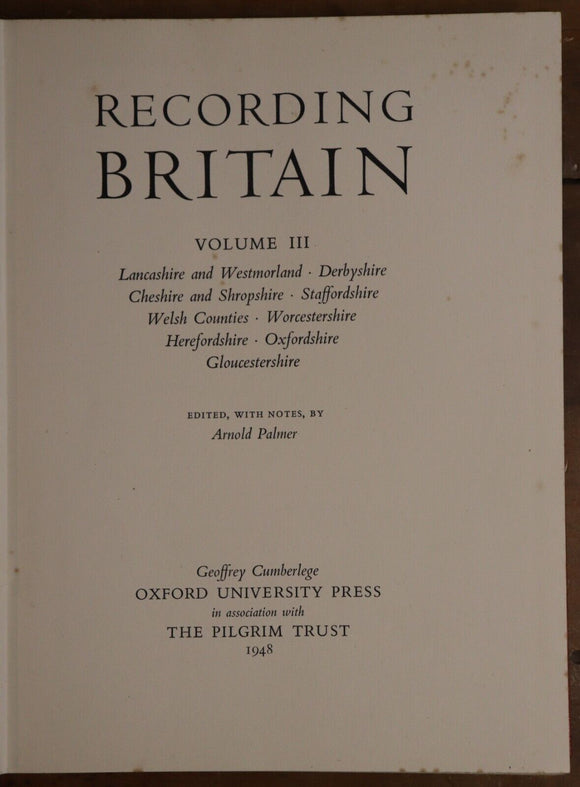 RECORDING
BRITAIN
VOLUME III
Lancashire and Westmorland · Derbyshire
Cheshire and Shropshire · Staffordshire
Welsh Counties · Worcestershire
Herefordshire · Oxfordshire
Gloucestershire
EDITED, WITH NOTES, BY
Arnold Palmer
Geoffrey Cumberlege
OXFORD UNIVERSITY PRESS
in association with
THE PILGRIM TRUST
1948